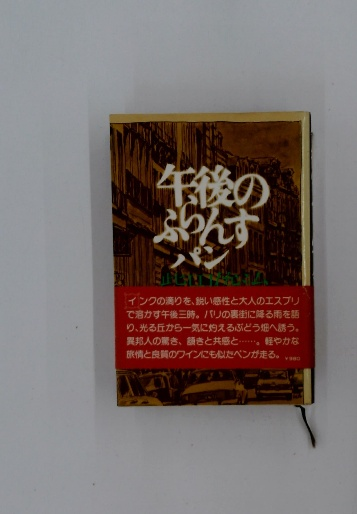 午後の
ふらんす
パン
インクの滴りを、鋭い感性と大人のエスプリ
で溶かす午後三時。パリの裏街に降る雨を語
り、光る丘から一気に灼えるぶどう畑へ誘う。
異邦人の驚き、頷きと共感と……。軽やかな
旅情と良質のワインにも似たペンが走る。